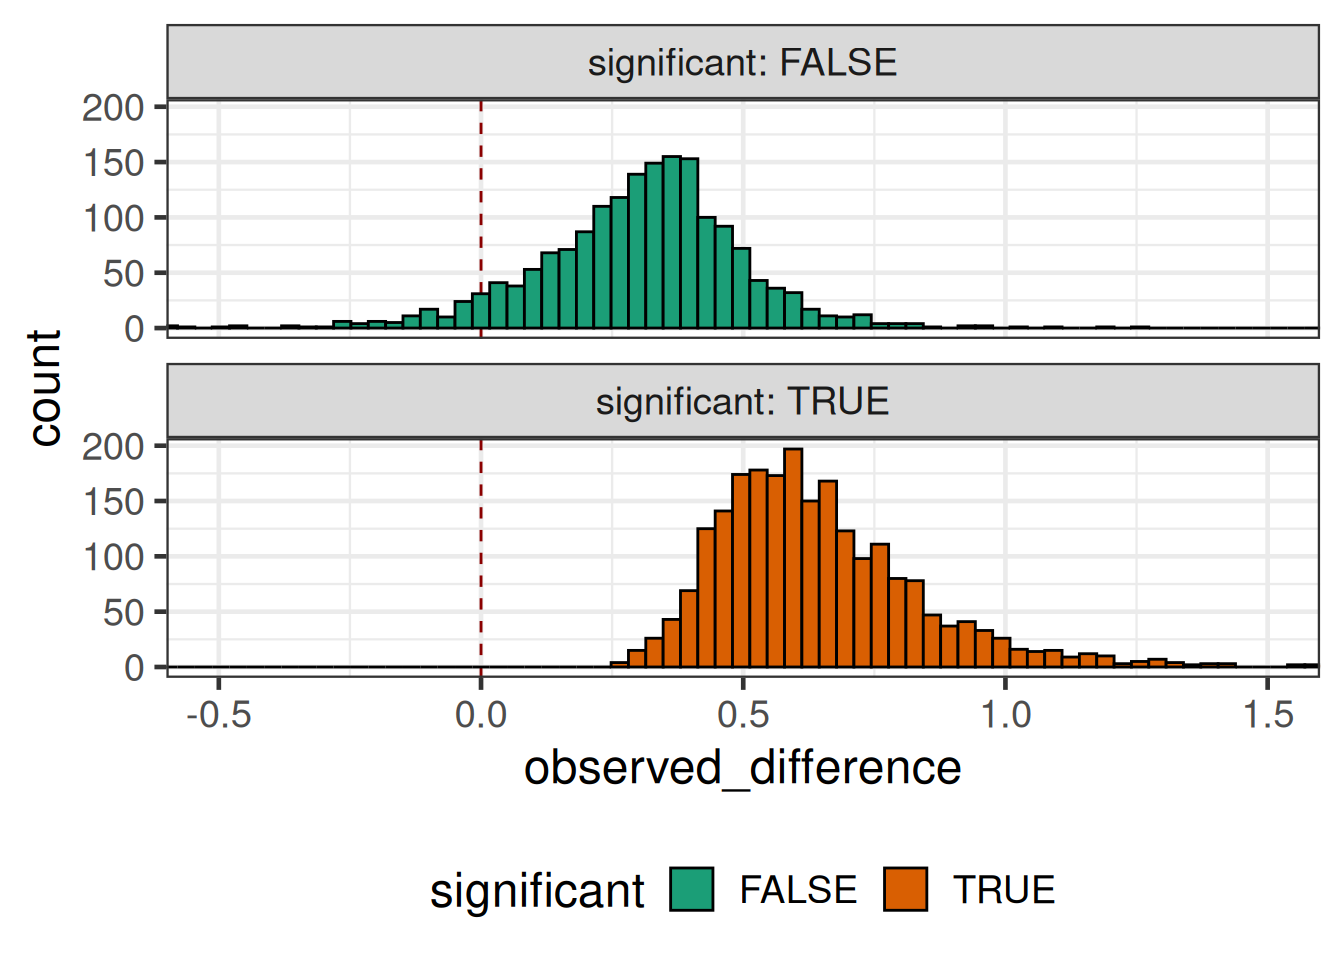 significant: FALSE
200
150
100
50
0
count
significant: TRUE
200
150
100
50
0
-0.5 0.0 0.5 1.0 1.5
observed_difference
significant FALSE TRUE